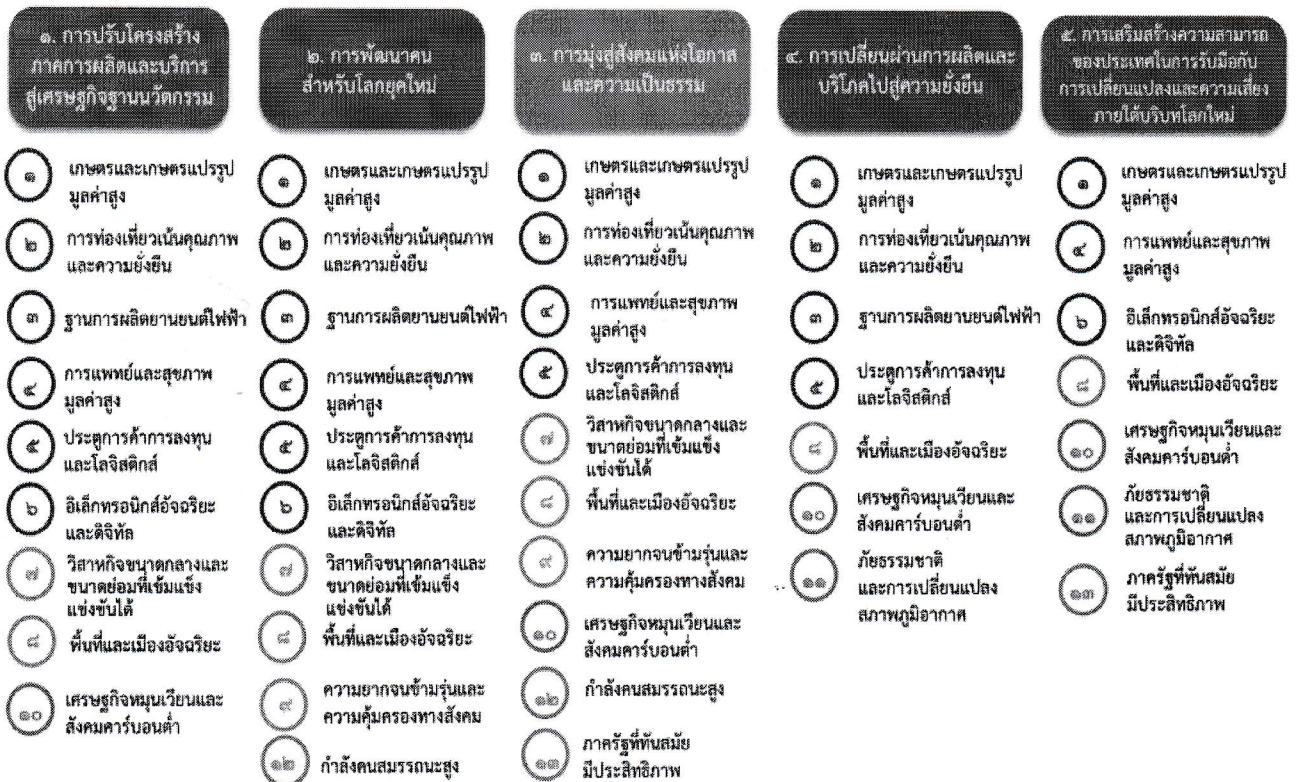 ๑. การปรับโครงสร้าง
ภาคการผลิตและบริการ
สู่เศรษฐกิจฐานนวัตกรรม
๑
เกษตรและเกษตรแปรรูป
มูลค่าสูง
๒
การท่องเที่ยวเน้นคุณภาพ
และความยั่งยืน
๓
ฐานการผลิตยานยนต์ไฟฟ้า
๔
การแพทย์และสุขภาพ
มูลค่าสูง
๕
ประตูการค้าการลงทุน
และโลจิสติกส์
๖
อิเล็กทรอนิกส์อัจฉริยะ
และดิจิทัล
๗
วิสาหกิจขนาดกลางและ
ขนาดย่อมที่เข้มแข็ง
แข่งขันได้
๘
พื้นที่และเมืองอัจฉริยะ
๑๐
เศรษฐกิจหมุนเวียนและ
สังคมคาร์บอนต่ำ
๒. การพัฒนาคน
สำหรับโลกยุคใหม่
๑
เกษตรและเกษตรแปรรูป
มูลค่าสูง
๒
การท่องเที่ยวเน้นคุณภาพ
และความยั่งยืน
๓
ฐานการผลิตยานยนต์ไฟฟ้า
๔
การแพทย์และสุขภาพ
มูลค่าสูง
๕
ประตูการค้าการลงทุน
และโลจิสติกส์
๖
อิเล็กทรอนิกส์อัจฉริยะ
และดิจิทัล
๗
วิสาหกิจขนาดกลางและ
ขนาดย่อมที่เข้มแข็ง
แข่งขันได้
๘
พื้นที่และเมืองอัจฉริยะ
๙
ความยากจนข้ามรุ่นและ
ความคุ้มครองทางสังคม
๑๒
กำลังคนสมรรถนะสูง
๓. การมุ่งสู่สังคมแห่งโอกาส
และความเป็นธรรม
๑
เกษตรและเกษตรแปรรูป
มูลค่าสูง
๒
การท่องเที่ยวเน้นคุณภาพ
และความยั่งยืน
๔
การแพทย์และสุขภาพ
มูลค่าสูง
๕
ประตูการค้าการลงทุน
และโลจิสติกส์
๗
วิสาหกิจขนาดกลางและ
ขนาดย่อมที่เข้มแข็ง
แข่งขันได้
๘
พื้นที่และเมืองอัจฉริยะ
๙
ความยากจนข้ามรุ่นและ
ความคุ้มครองทางสังคม
๑๐
เศรษฐกิจหมุนเวียนและ
สังคมคาร์บอนต่ำ
๑๒
กำลังคนสมรรถนะสูง
๑๓
ภาครัฐที่ทันสมัย
มีประสิทธิภาพ
๔. การเปลี่ยนผ่านการผลิตและ
บริโภคไปสู่ความยั่งยืน
๑
เกษตรและเกษตรแปรรูป
มูลค่าสูง
๒
การท่องเที่ยวเน้นคุณภาพ
และความยั่งยืน
๓
ฐานการผลิตยานยนต์ไฟฟ้า
๕
ประตูการค้าการลงทุน
และโลจิสติกส์
๘
พื้นที่และเมืองอัจฉริยะ
๑๐
เศรษฐกิจหมุนเวียนและ
สังคมคาร์บอนต่ำ
๑๑
ภัยธรรมชาติ
และการเปลี่ยนแปลง
สภาพภูมิอากาศ
๕. การเสริมสร้างความสามารถ
ของประเทศในการรับมือกับ
การเปลี่ยนแปลงและความเสี่ยง
ภายใต้บริบทโลกใหม่
๑
เกษตรและเกษตรแปรรูป
มูลค่าสูง
๔
การแพทย์และสุขภาพ
มูลค่าสูง
๖
อิเล็กทรอนิกส์อัจฉริยะ
และดิจิทัล
๘
พื้นที่และเมืองอัจฉริยะ
๑๐
เศรษฐกิจหมุนเวียนและ
สังคมคาร์บอนต่ำ
๑๑
ภัยธรรมชาติ
และการเปลี่ยนแปลง
สภาพภูมิอากาศ
๑๓
ภาครัฐที่ทันสมัย
มีประสิทธิภาพ